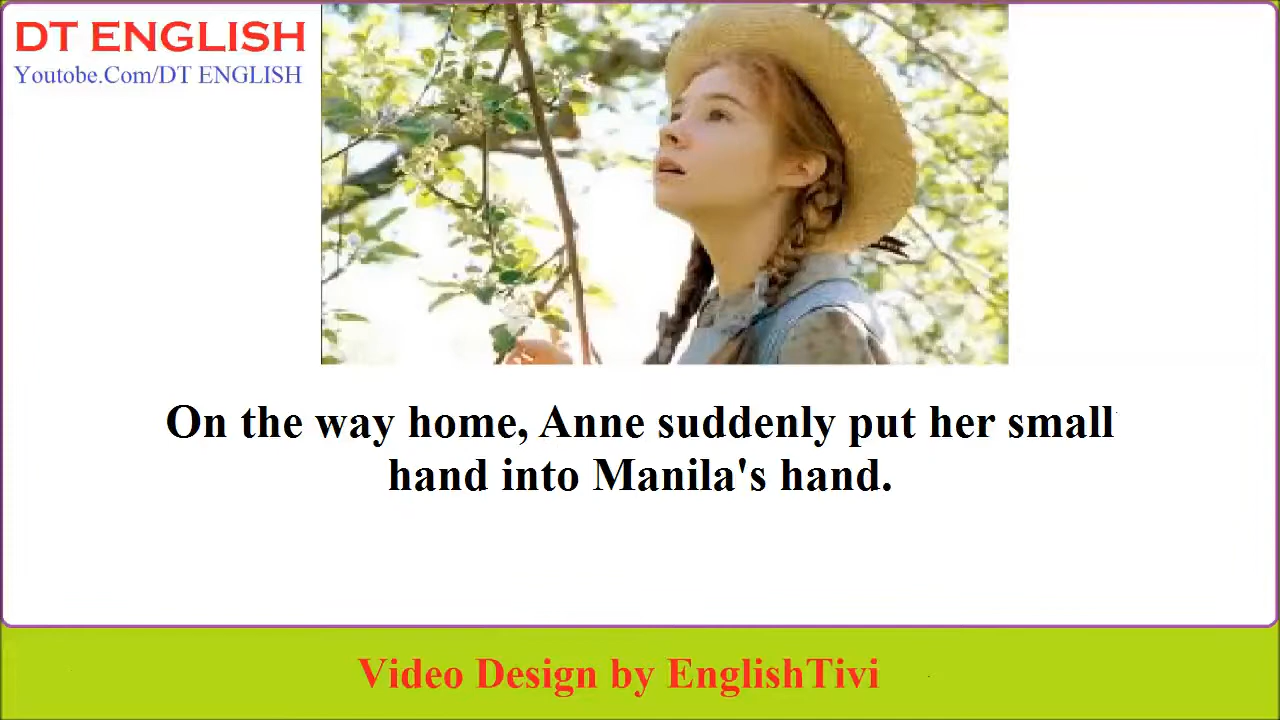 DT ENGLISH
Youtobe.Com/DT ENGLISH
On the way home, Anne suddenly put her small
hand into Manila's hand.
Video Design by EnglishTivi